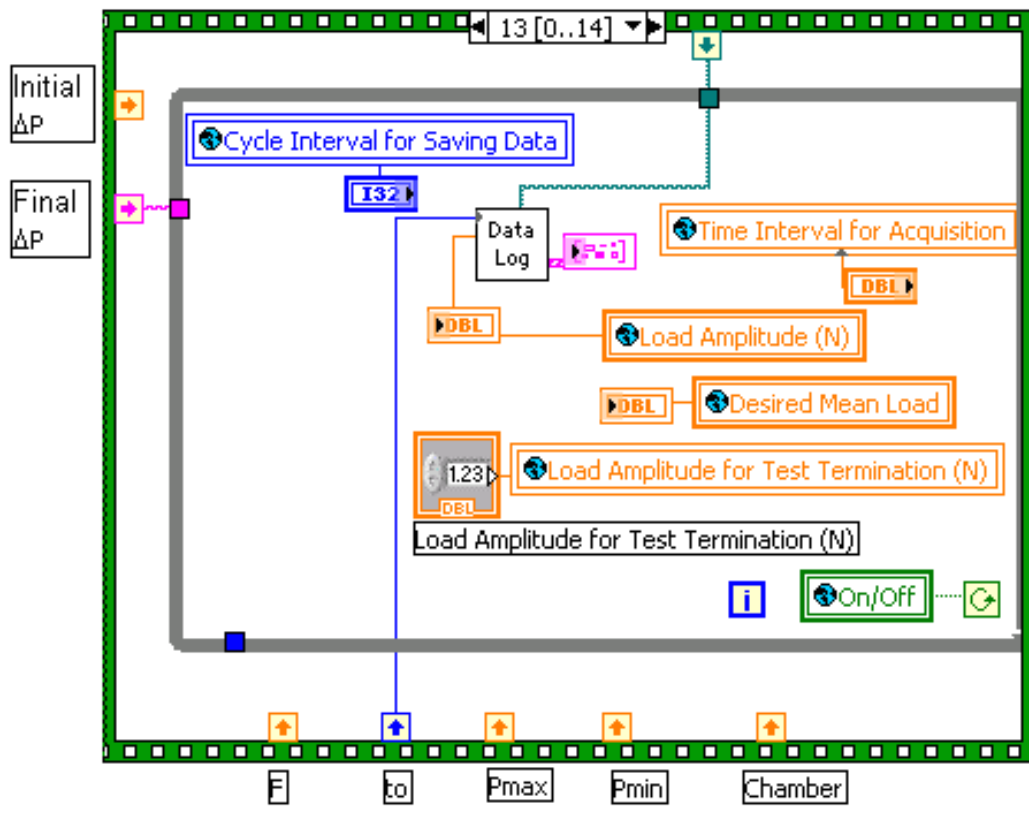 13 [0..14]
Initial
ΔP
Cycle Interval for Saving Data
I32
Final
ΔP
Data
Log
Time Interval for Acquisition
DBL
DBL
Load Amplitude (N)
DBL
Desired Mean Load
1.23
DBL
Load Amplitude for Test Termination (N)
Load Amplitude for Test Termination (N)
i
On/Off
F
to
Pmax
Pmin
Chamber